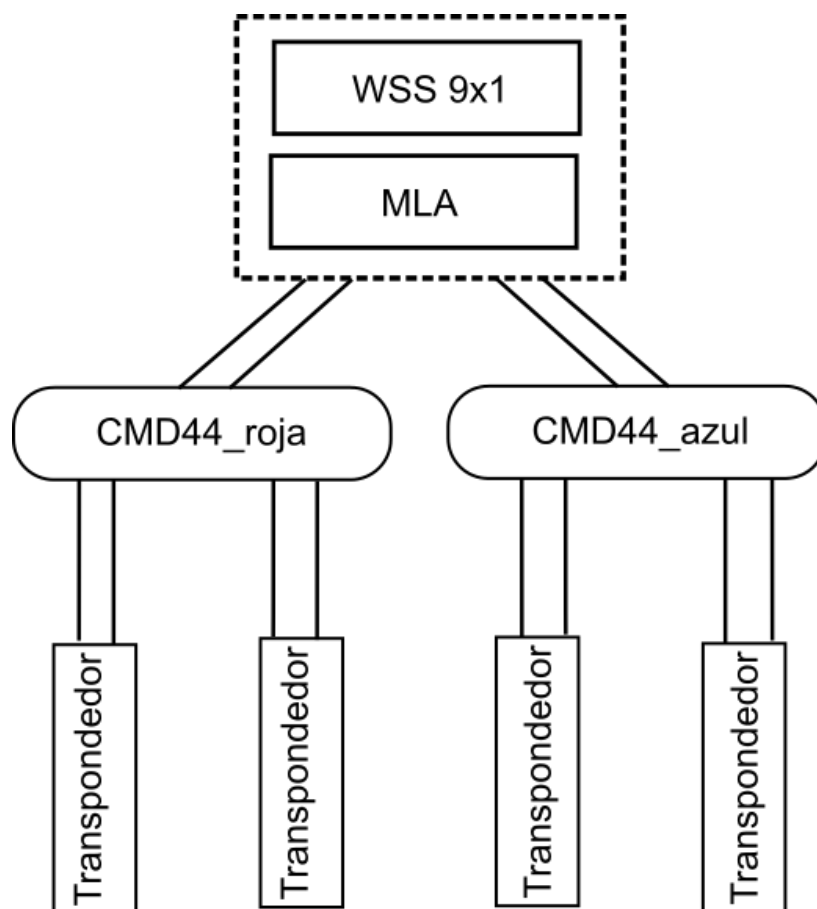 WSS 9x1
MLA
CMD44_roja
CMD44_azul
Transpondedor
Transpondedor
Transpondedor
Transpondedor